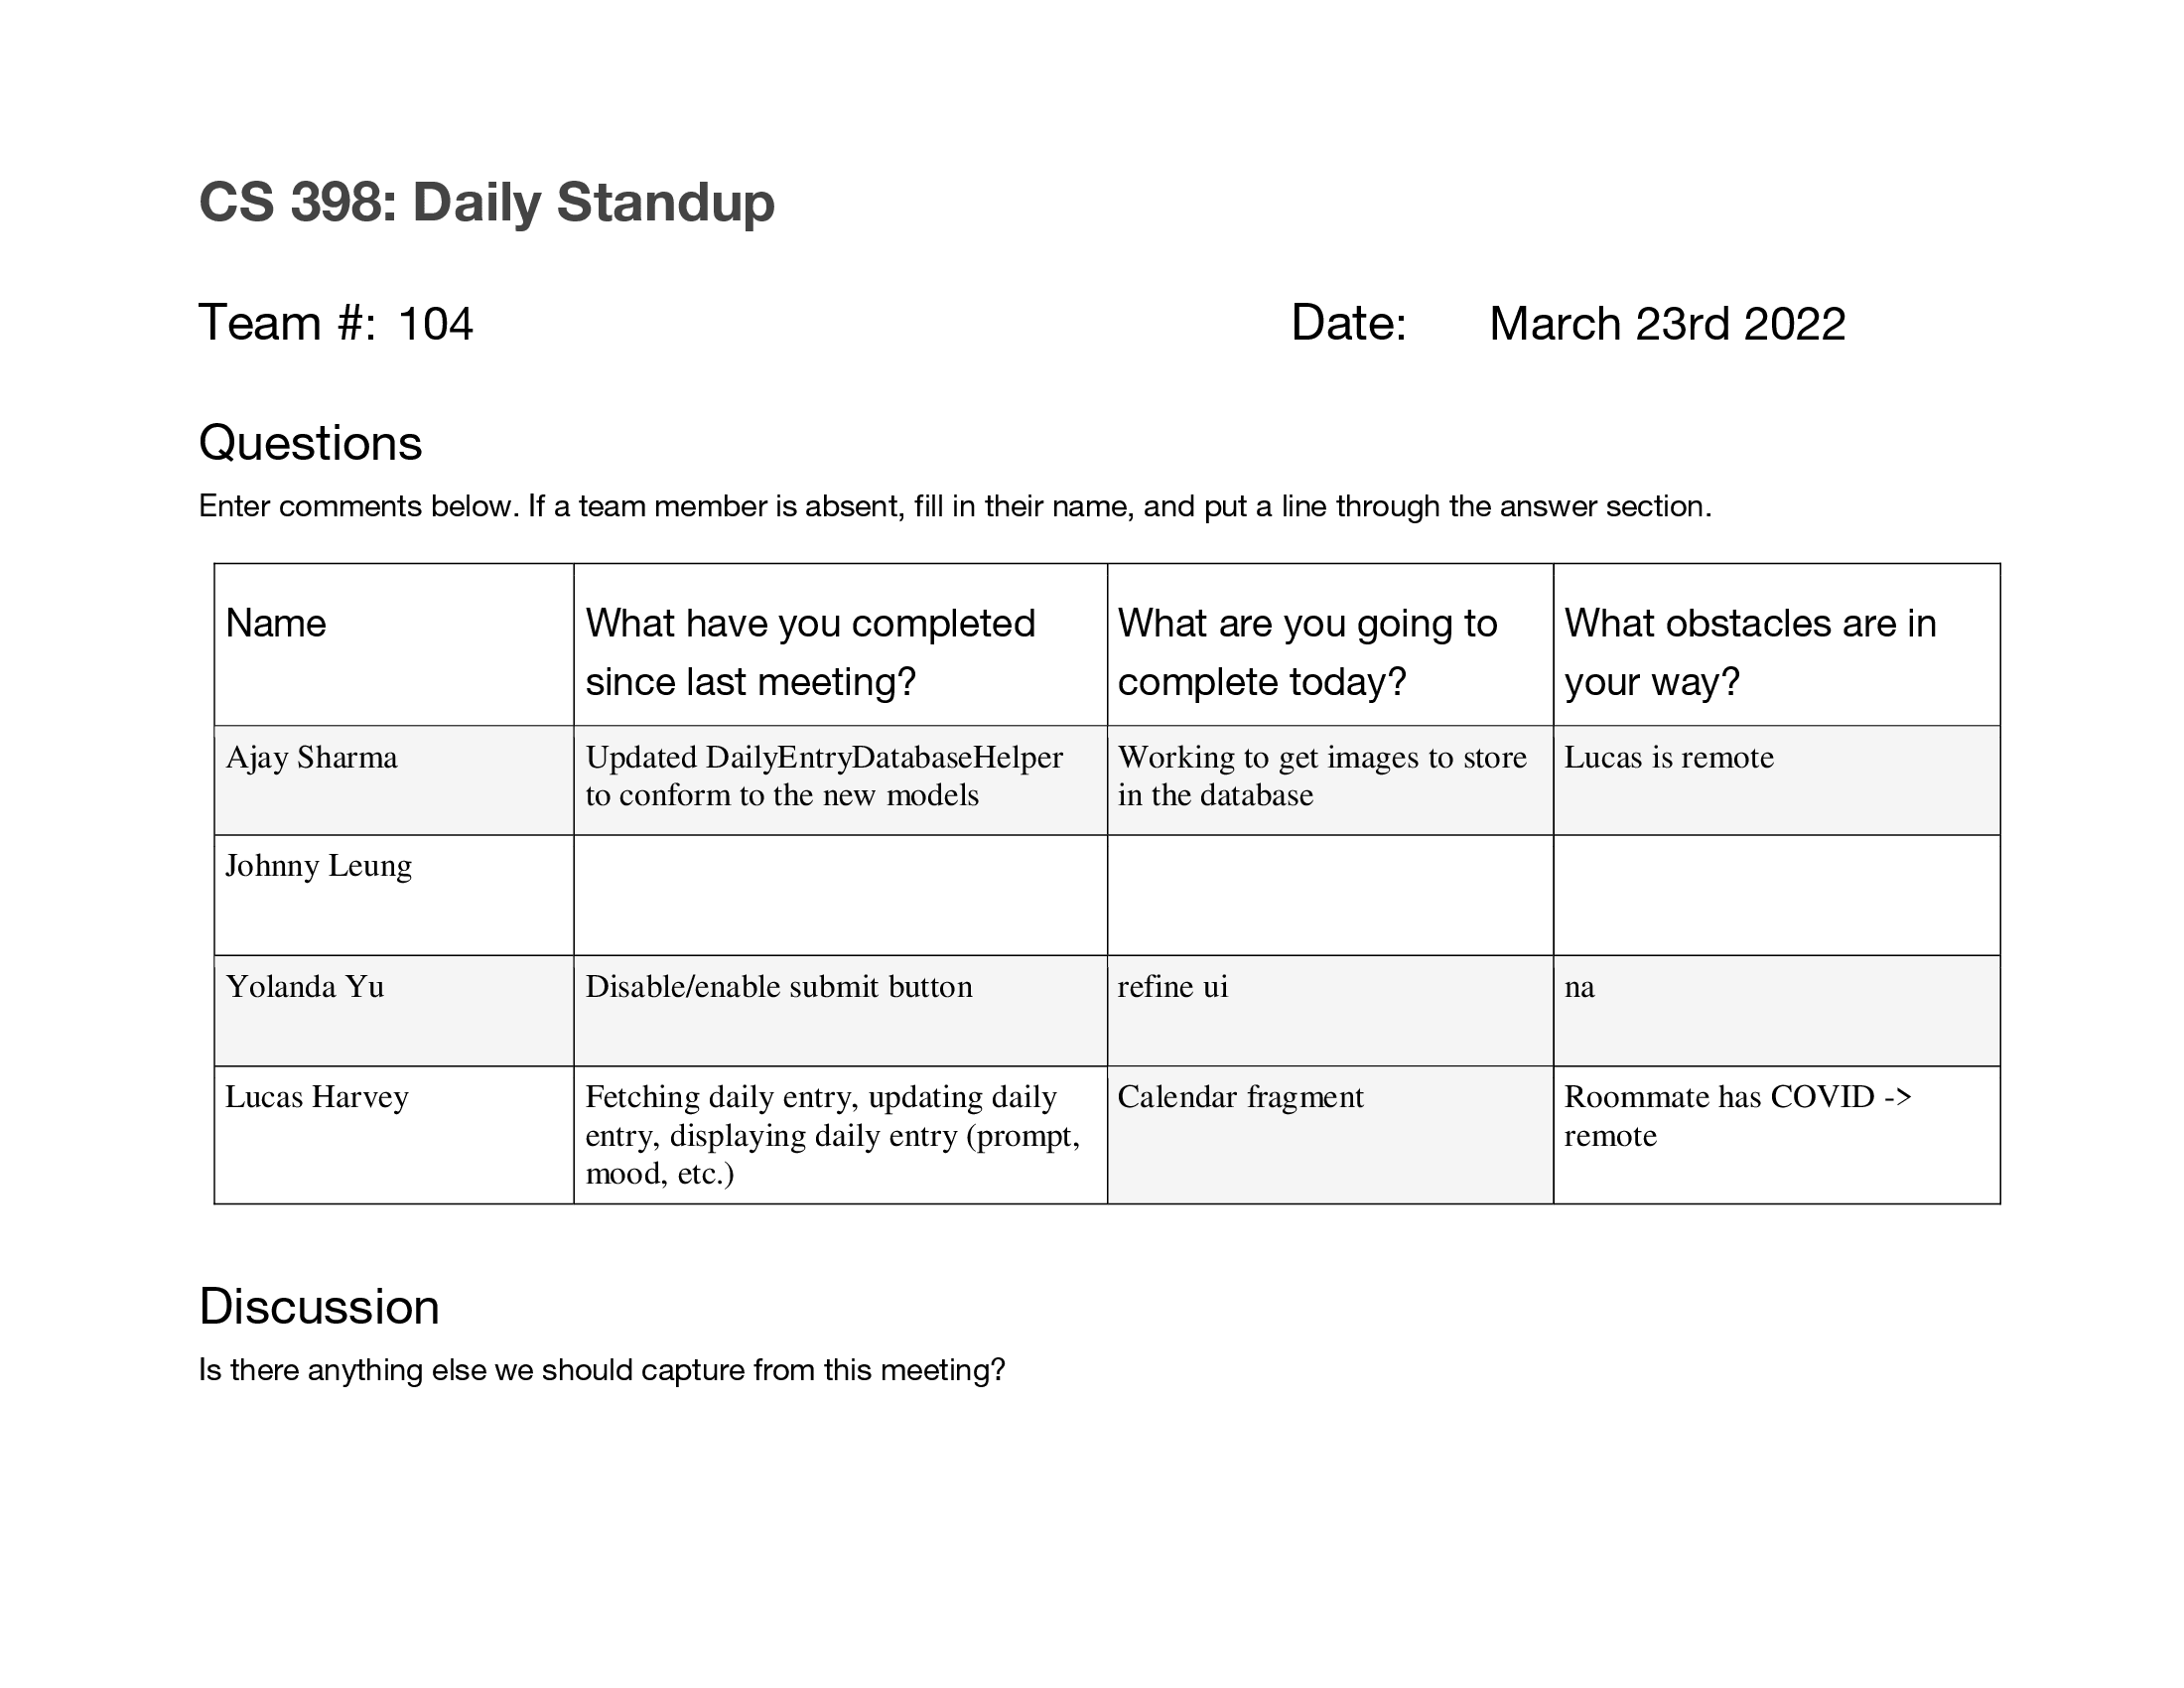 CS 398: Daily Standup
Team #: 104 Date: March 23rd 2022
Questions
Enter comments below. If a team member is absent, fill in their name, and put a line through the answer section.
Name
What have you completed
since last meeting?
What are you going to
complete today?
What obstacles are in
your way?
Ajay Sharma
Updated DailyEntryDatabaseHelper
to conform to the new models
Working to get images to store
in the database
Lucas is remote
Johnny Leung
Yolanda Yu
Disable/enable submit button
refine ui
na
Lucas Harvey
Fetching daily entry, updating daily
entry, displaying daily entry (prompt,
mood, etc.)
Calendar fragment
Roommate has COVID ->
remote
Discussion
Is there anything else we should capture from this meeting?